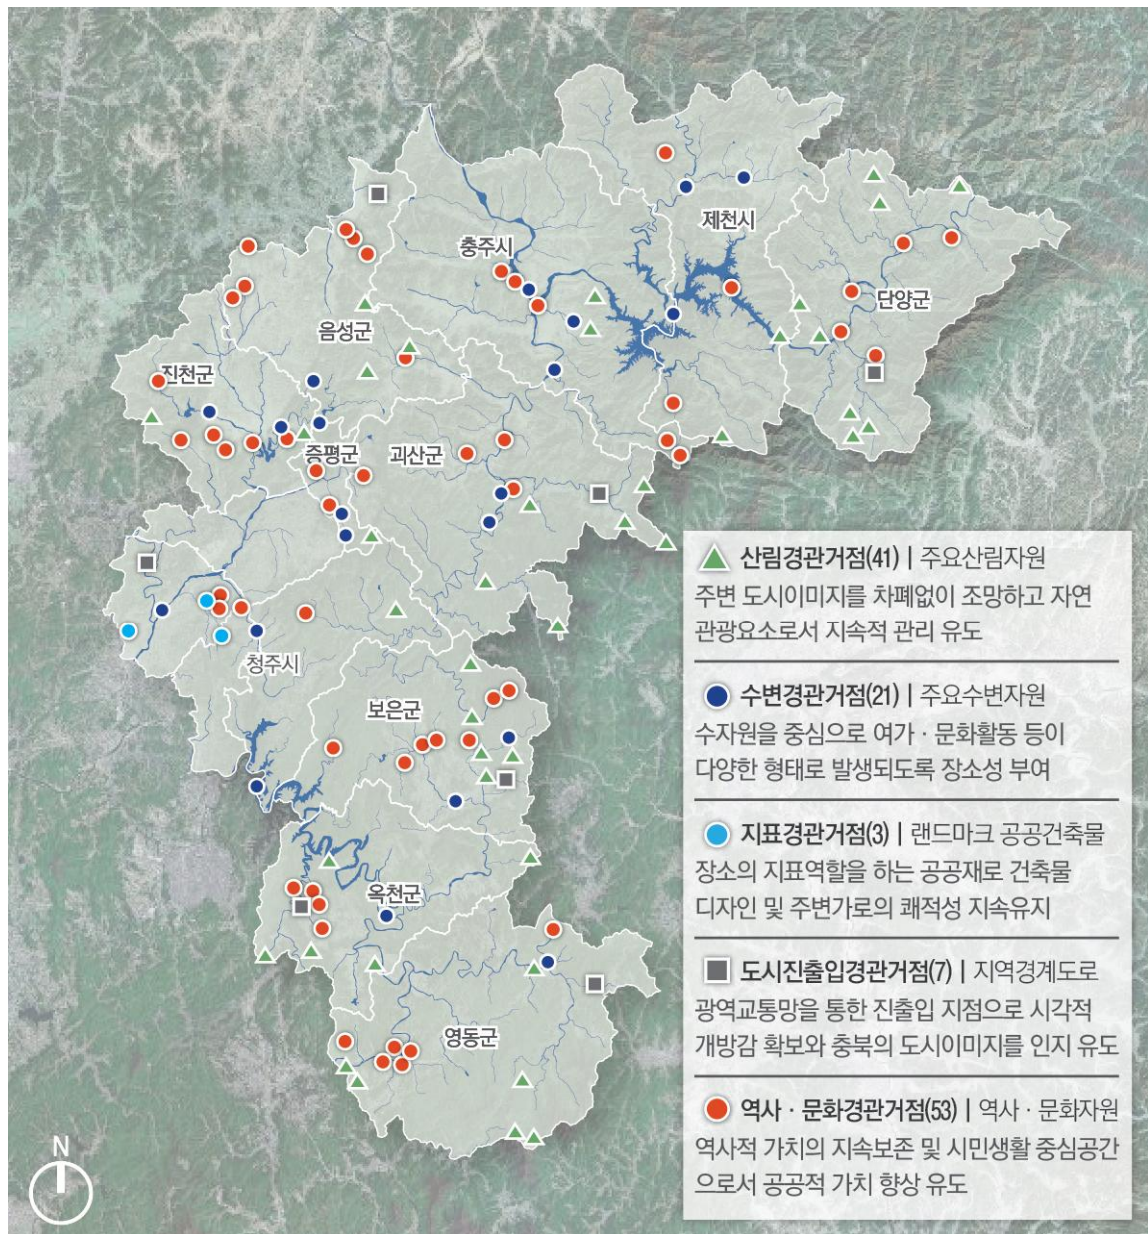 제천시
충주시
단양군
음성군
진천군
증평군
괴산군
청주시
보은군
옥천군
영동군
N
산림경관거점(41) | 주요산림자원
주변 도시이미지를 차폐없이 조망하고 자연
관광요소로서 지속적 관리 유도
수변경관거점(21) | 주요수변자원
수자원을 중심으로 여가 · 문화활동 등이
다양한 형태로 발생되도록 장소성 부여
지표경관거점(3) | 랜드마크 공공건축물
장소의 지표역할을 하는 공공재로 건축물
디자인 및 주변가로의 쾌적성 지속유지
도시진출입경관거점(7) | 지역경계도로
광역교통망을 통한 진출입 지점으로 시각적
개방감 확보와 충북의 도시이미지를 인지 유도
역사 · 문화경관거점(53) | 역사 · 문화자원
역사적 가치의 지속보존 및 시민생활 중심공간
으로서 공공적 가치 향상 유도